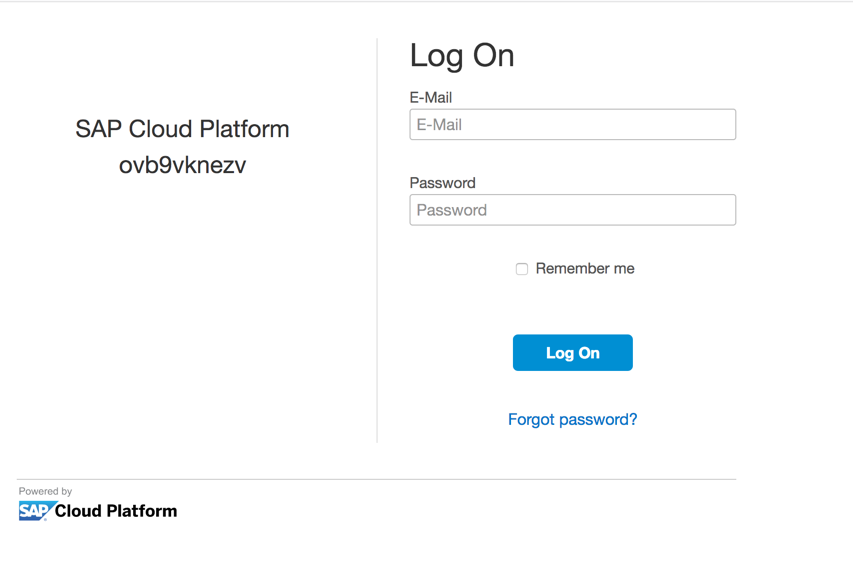 SAP Cloud Platform
ovb9vknezv
Log On
E-Mail
E-Mail
Password
Password
Remember me
Log On
Forgot password?
Powered by
SAP Cloud Platform